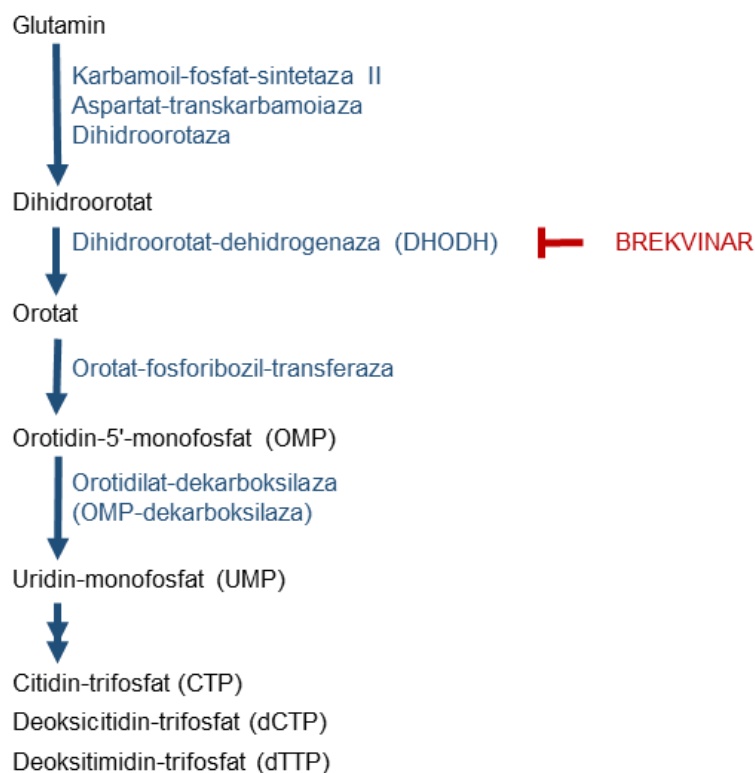 Glutamin
Karbamoil-fosfat-sintetaza II
Aspartat-transkarbamoiaza
Dihidroorotaza
Dihidroorotat
Dihidroorotat-dehidrogenaza (DHODH) BREKVINAR
Orotat
Orotat-fosforibozil-transferaza
Orotidin-5'-monofosfat (OMP)
Orotidilat-dekarboksilaza
(OMP-dekarboksilaza)
Uridin-monofosfat (UMP)
Citidin-trifosfat (CTP)
Deoksicitidin-trifosfat (dCTP)
Deoksitimidin-trifosfat (dTTP)